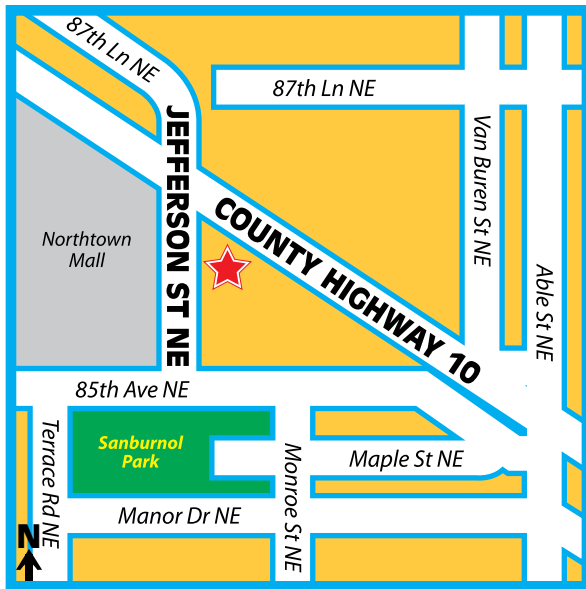 87th Ln NE
87th Ln NE
JEFFERSON ST NE
Van Buren St NE
COUNTY HIGHWAY 10
Northtown
Mall
Able St NE
85th Ave NE
Sanburnol
Park
Terrace Rd NE
Monroe St NE
Maple St NE
Manor Dr NE
N